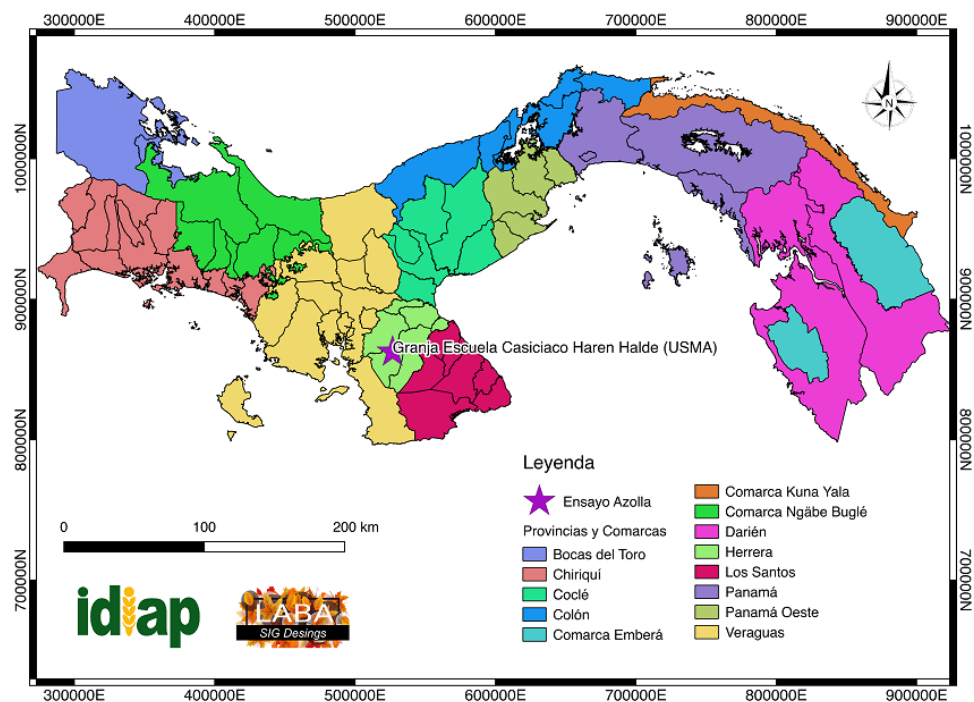 300000E 400000E 500000E 600000E 700000E 800000E 900000E
N
1000000N
1000000N
900000N
900000N
Granja Escuela Casiciaco Haren Halde (USMA)
800000N
800000N
700000N
700000N
0 100 200 km
idiap
LABA
SIG Desings
Leyenda
Ensayo Azolla
Provincias y Comarcas
Bocas del Toro
Chiriquí
Coclé
Colón
Comarca Emberá
Comarca Kuna Yala
Comarca Ngäbe Buglé
Darién
Herrera
Los Santos
Panamá
Panamá Oeste
Veraguas
300000E 400000E 500000E 600000E 700000E 800000E 900000E